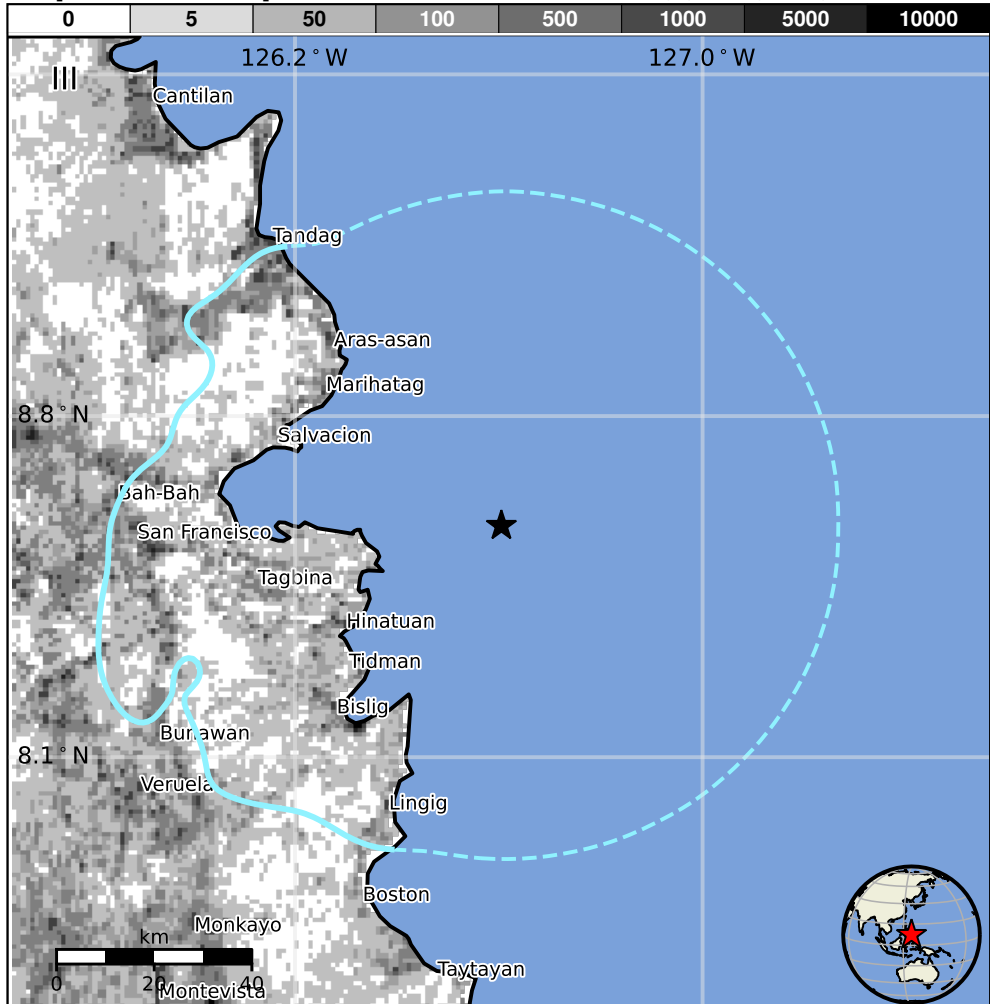 0 5 50 100 500 1000 5000 10000
126.2°W 127.0°W
III
Cantilan
Tandag
Aras-asan
Marihatag
8.8°N
Salvacion
Bah-Bah
San Francisco
Tagbina
Hinatuan
Tidman
Bislig
Bunawan
8.1°N
Veruela
Lingig
Boston
Monkayo
km
Taytayan
0 20 40
Montevista